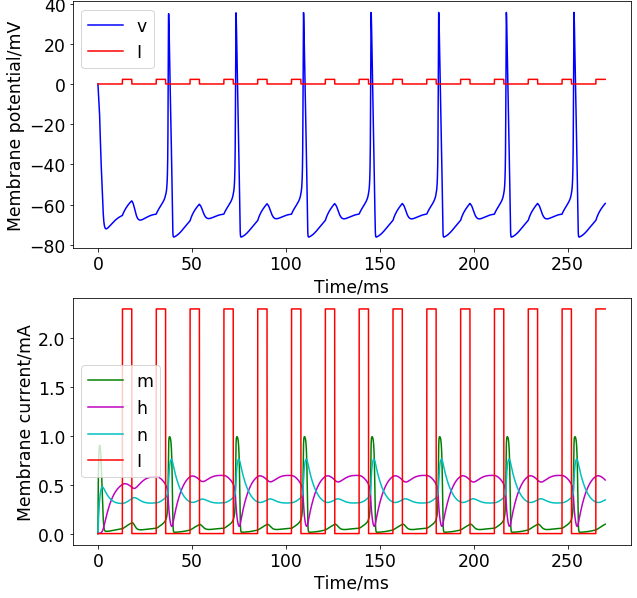 40
20
0
−20
−40
−60
−80
Membrane potential/mV
v
I
0 50 100 150 200 250
Time/ms
2.0
1.5
1.0
0.5
0.0
Membrane current/mA
m
h
n
I
0 50 100 150 200 250
Time/ms